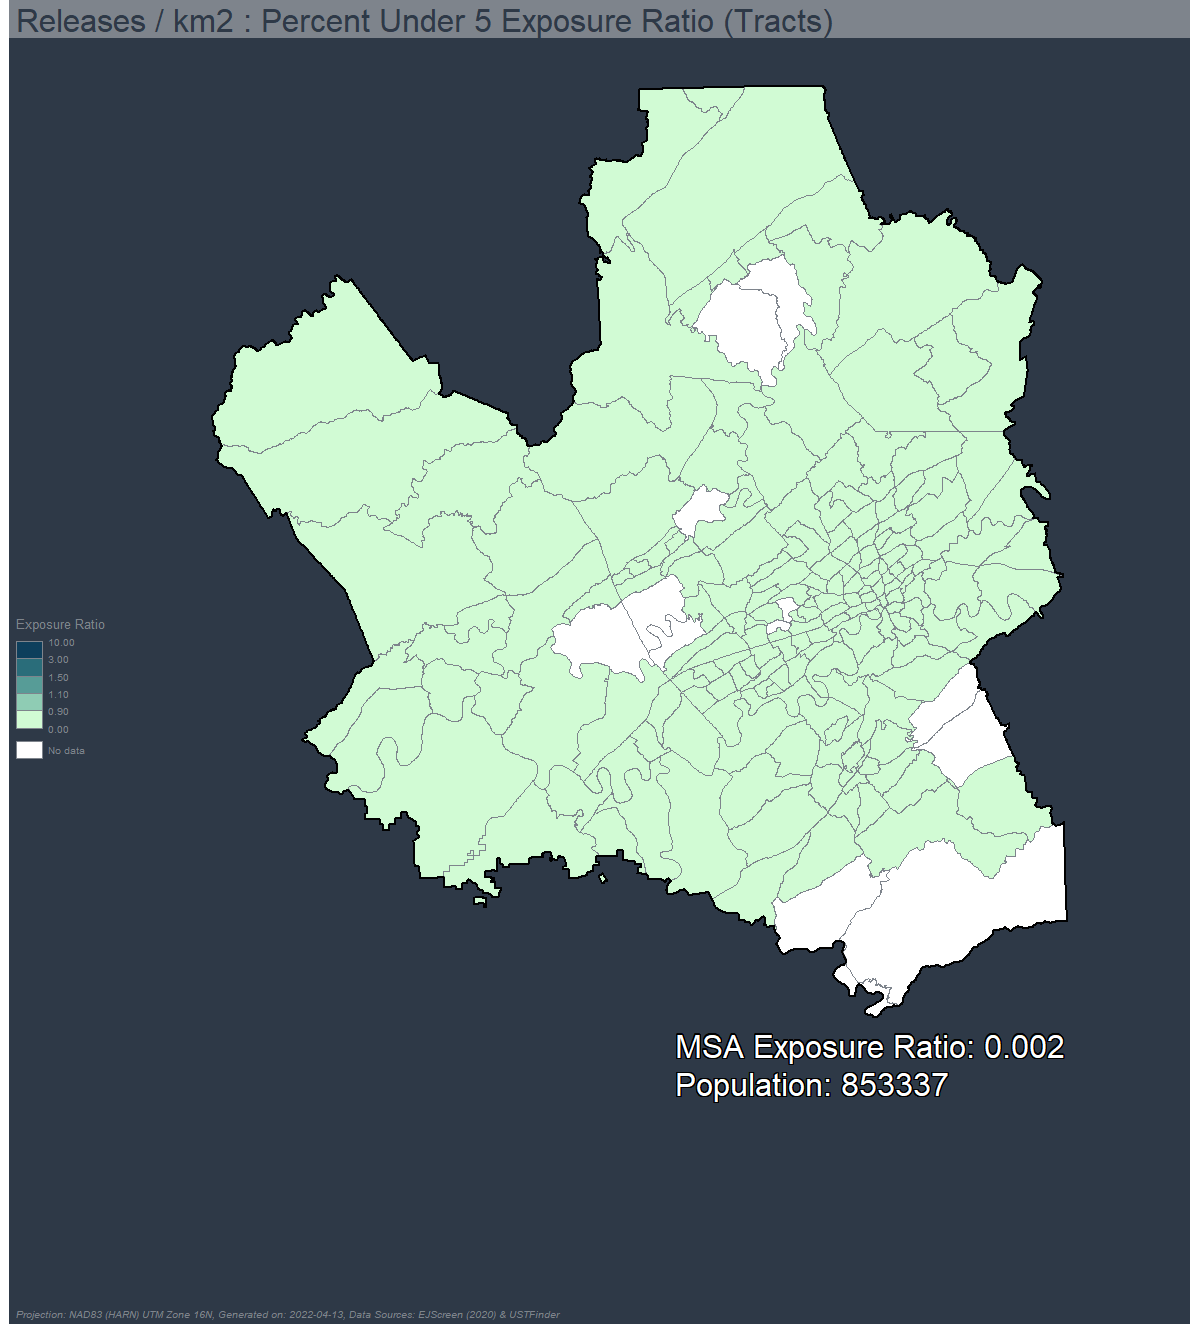 Releases / km2 : Percent Under 5 Exposure Ratio (Tracts)
Exposure Ratio
10.00
3.00
1.50
1.10
0.90
0.00
No data
MSA Exposure Ratio: 0.002
Population: 853337
Projection: NAD83 (HARN) UTM Zone 16N, Generated on: 2022-04-13, Data Sources: EJScreen (2020) & USTFinder